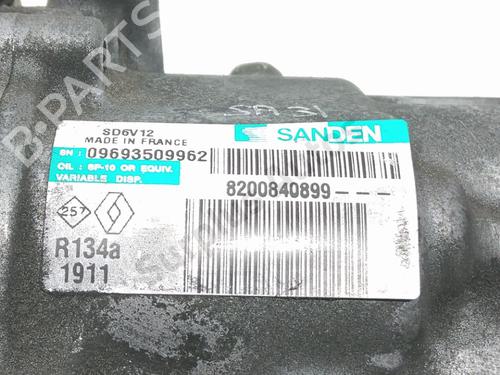 SA31
SD6V12
MADE IN FRANCE
SANDEN
SN : 09693509962
OIL : SP-10 OR EQUIV.
VARIABLE DISP.
8200840899---
257
R134a
1911
B-PARTS